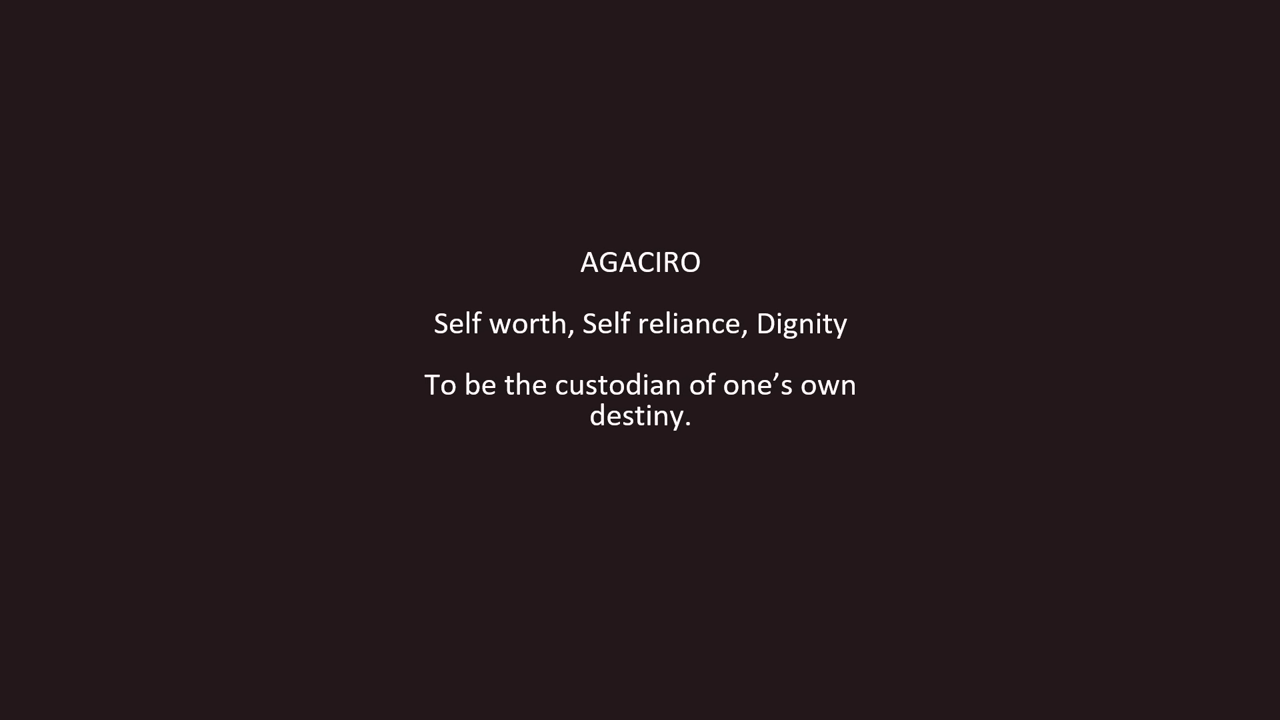 AGACIRO
Self worth, Self reliance, Dignity
To be the custodian of one’s own
destiny.